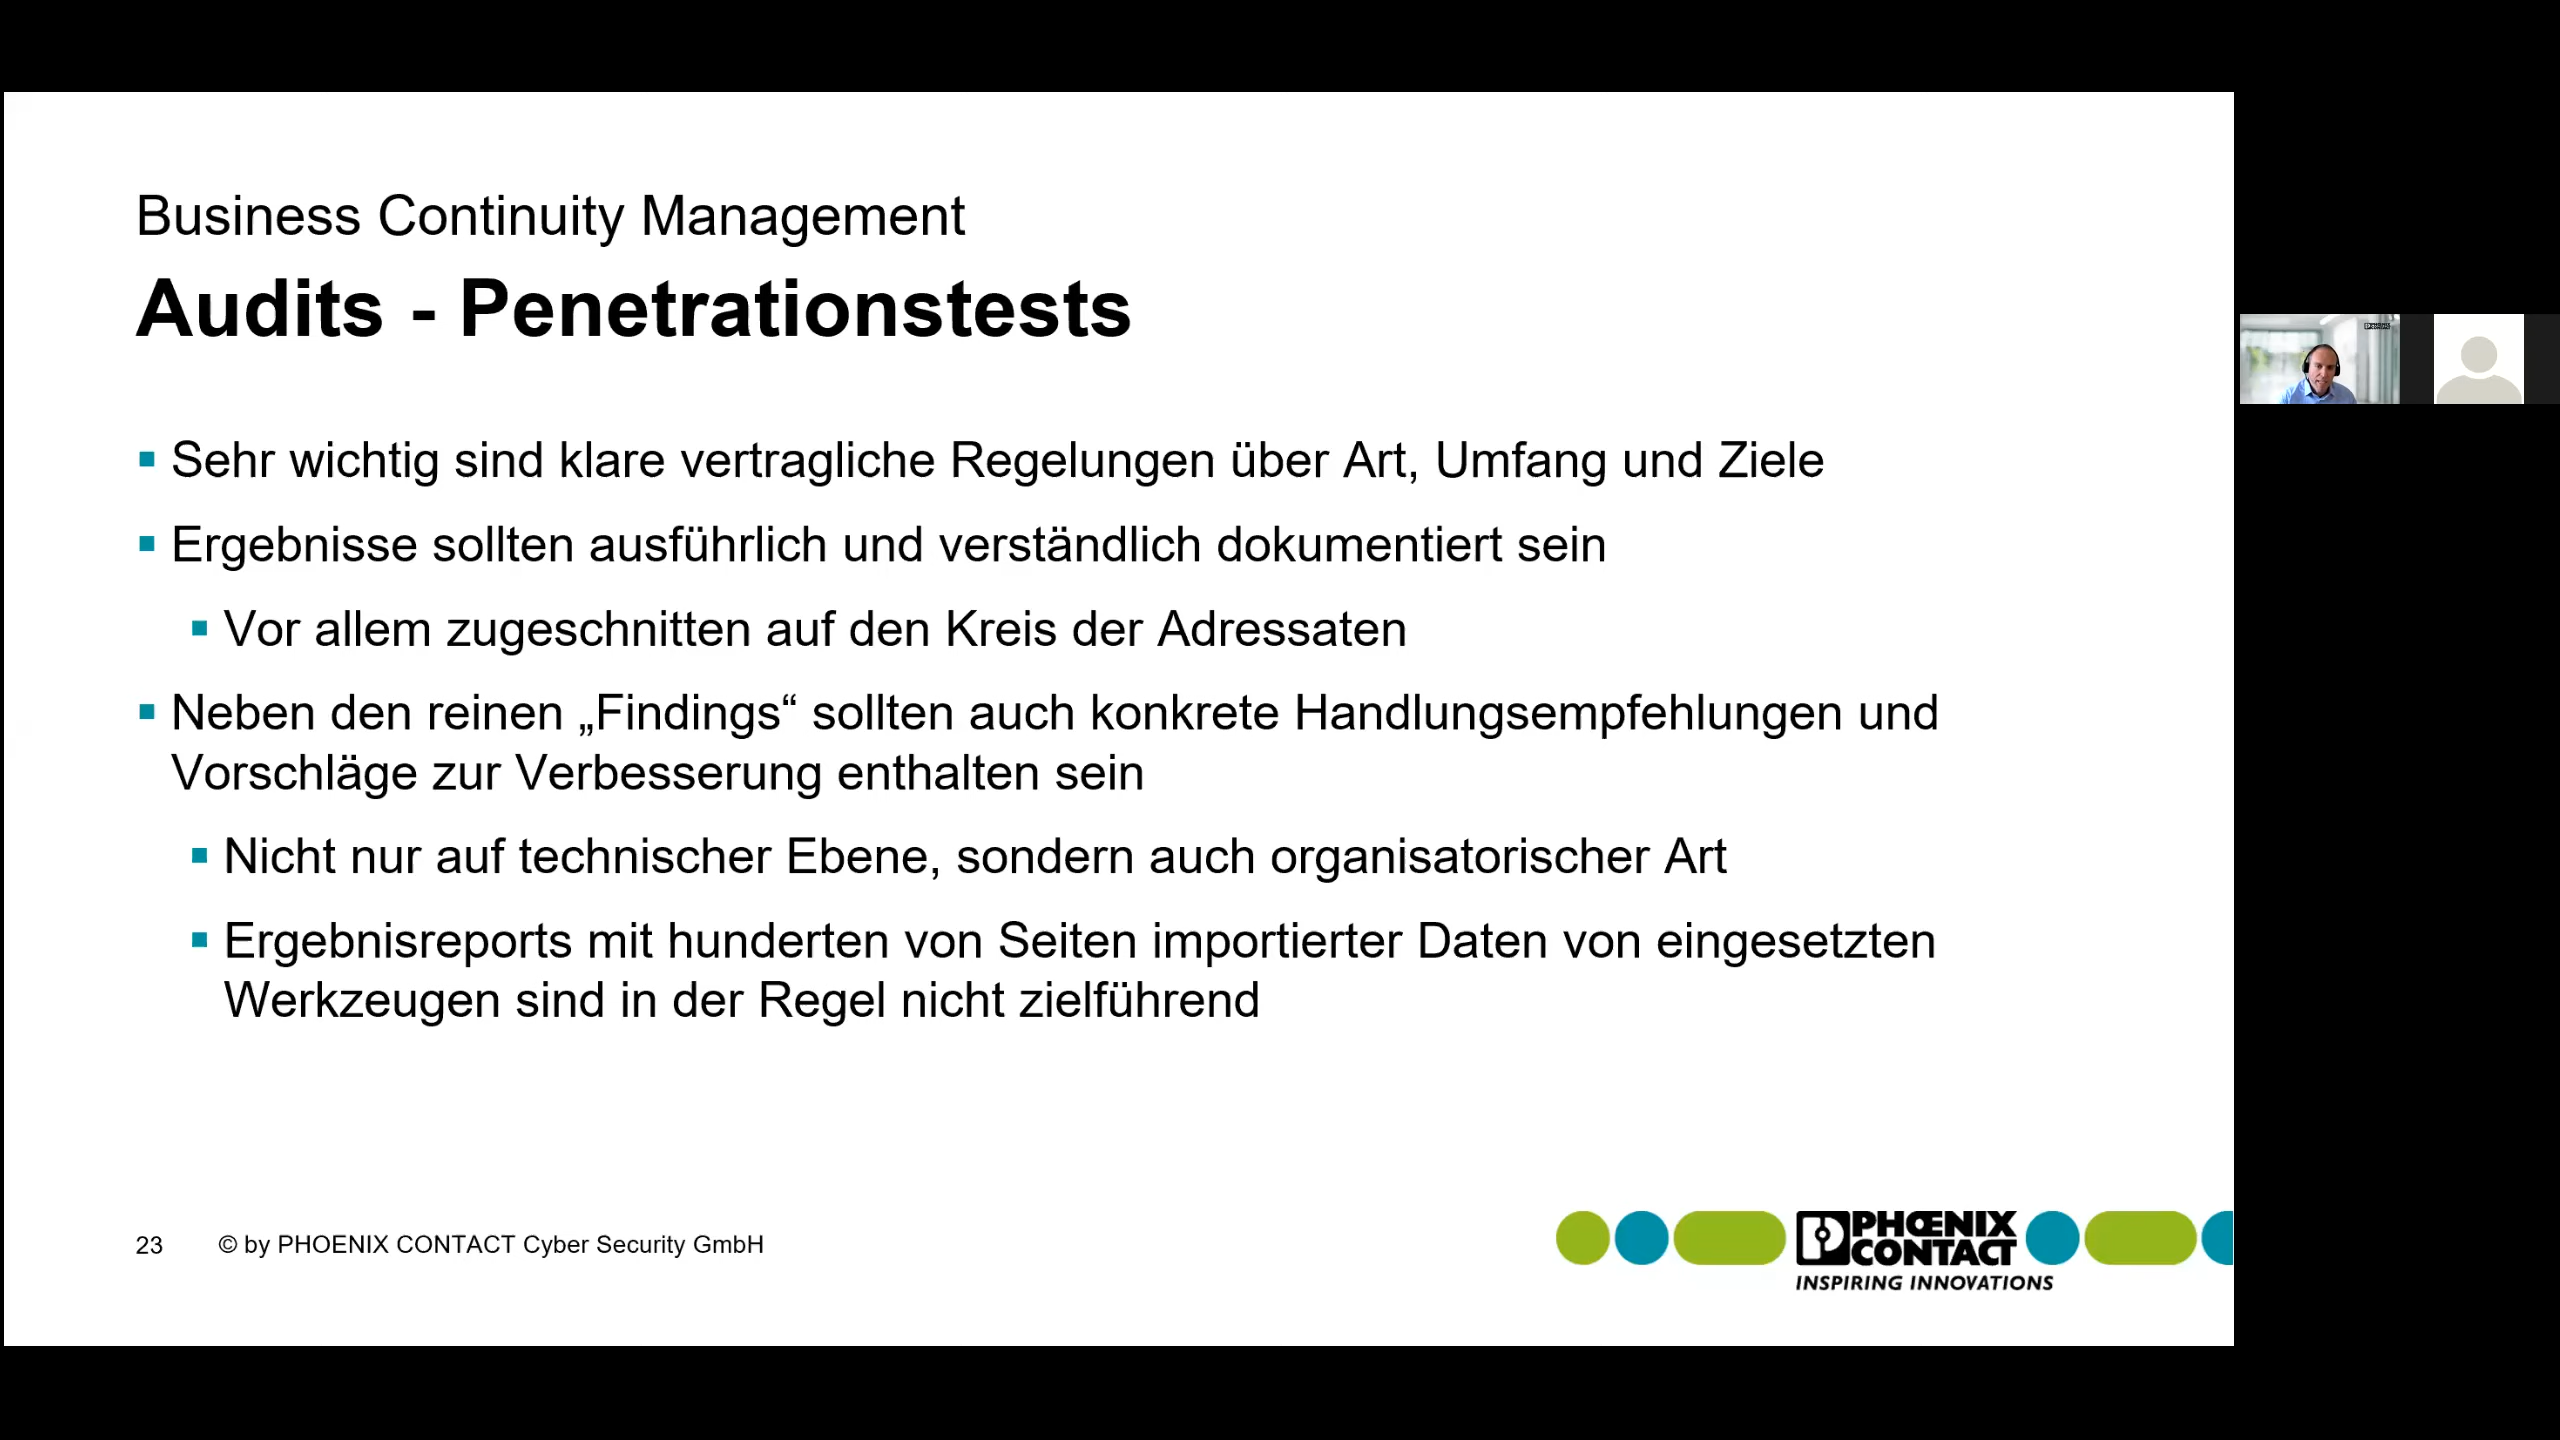 Business Continuity Management
Audits - Penetrationstests
Sehr wichtig sind klare vertragliche Regelungen über Art, Umfang und Ziele
Ergebnisse sollten ausführlich und verständlich dokumentiert sein
Vor allem zugeschnitten auf den Kreis der Adressaten
Neben den reinen „Findings“ sollten auch konkrete Handlungsempfehlungen und
Vorschläge zur Verbesserung enthalten sein
Nicht nur auf technischer Ebene, sondern auch organisatorischer Art
Ergebnisreports mit hunderten von Seiten importierter Daten von eingesetzten
Werkzeugen sind in der Regel nicht zielführend
23 © by PHOENIX CONTACT Cyber Security GmbH
PHŒNIX
CONTACT
INSPIRING INNOVATIONS